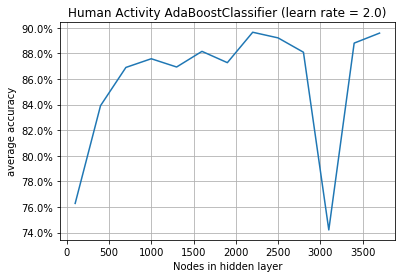 Human Activity AdaBoostClassifier (learn rate = 2.0)
90.0%
88.0%
86.0%
84.0%
82.0%
80.0%
78.0%
76.0%
74.0%
average accuracy
0 500 1000 1500 2000 2500 3000 3500
Nodes in hidden layer